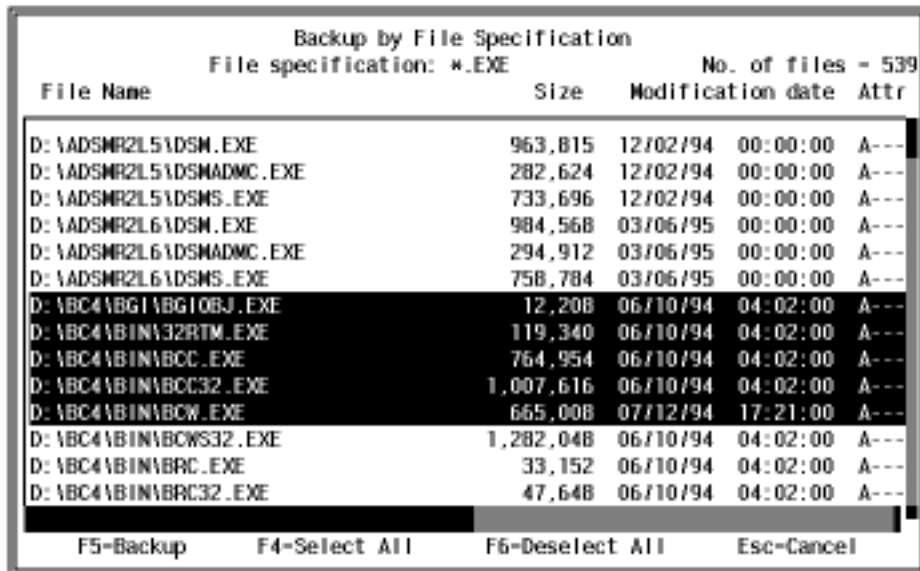 Backup by File Specification
File specification: *.EXE No. of files = 539
File Name Size Modification date Attr
D:\ADSMR2L5\DSM.EXE 963,815 12/02/94 00:00:00 A---
D:\ADSMR2L5\DSMADMC.EXE 282,624 12/02/94 00:00:00 A---
D:\ADSMR2L5\DSMS.EXE 733,696 12/02/94 00:00:00 A---
D:\ADSMR2L6\DSM.EXE 984,568 03/06/95 00:00:00 A---
D:\ADSMR2L6\DSMADMC.EXE 294,912 03/06/95 00:00:00 A---
D:\ADSMR2L6\DSMS.EXE 758,784 03/06/95 00:00:00 A---
D:\BC4\BGI\BGIOBJ.EXE 12,208 06/10/94 04:02:00 A---
D:\BC4\BIN\32RTM.EXE 119,340 06/10/94 04:02:00 A---
D:\BC4\BIN\BCC.EXE 764,954 06/10/94 04:02:00 A---
D:\BC4\BIN\BCC32.EXE 1,007,616 06/10/94 04:02:00 A---
D:\BC4\BIN\BCW.EXE 665,008 07/12/94 17:21:00 A---
D:\BC4\BIN\BCWS32.EXE 1,282,048 06/10/94 04:02:00 A---
D:\BC4\BIN\BRC.EXE 33,152 06/10/94 04:02:00 A---
D:\BC4\BIN\BRC32.EXE 47,648 06/10/94 04:02:00 A---
F5=Backup F4=Select All F6=Deselect All Esc=Cancel